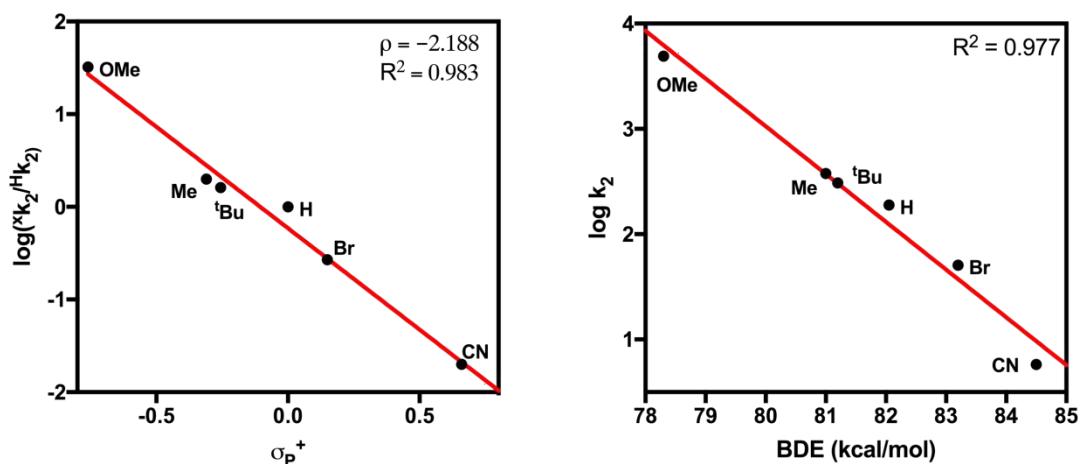 ρ = −2.188
R² = 0.983
2
1
0
-1
-2
log(ˣk₂/ᴴk₂)
OMe
Me
ᵗBu
H
Br
CN
-0.5
0.0
0.5
σₚ⁺
R² = 0.977
4
3
2
1
log k₂
OMe
Me
ᵗBu
H
Br
CN
78
79
80
81
82
83
84
85
BDE (kcal/mol)